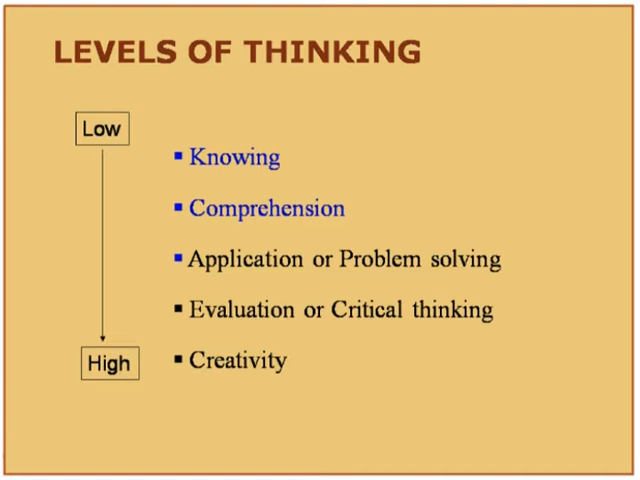 LEVELS OF THINKING
Low
▪ Knowing
▪ Comprehension
▪ Application or Problem solving
▪ Evaluation or Critical thinking
High
▪ Creativity